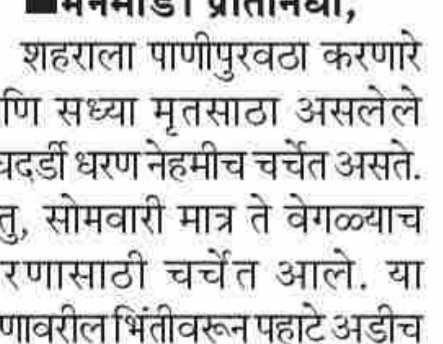 ■मनमाड। प्रतिनिधी,
शहराला पाणीपुरवठा करणारे
णि सध्या मृतसाठा असलेले
घदर्डी धरण नेहमीच चर्चेत असते.
तु, सोमवारी मात्र ते वेगळ्याच
रणासाठी चर्चेत आले. या
णावरील भिंतीवरून पहाटे अडीच